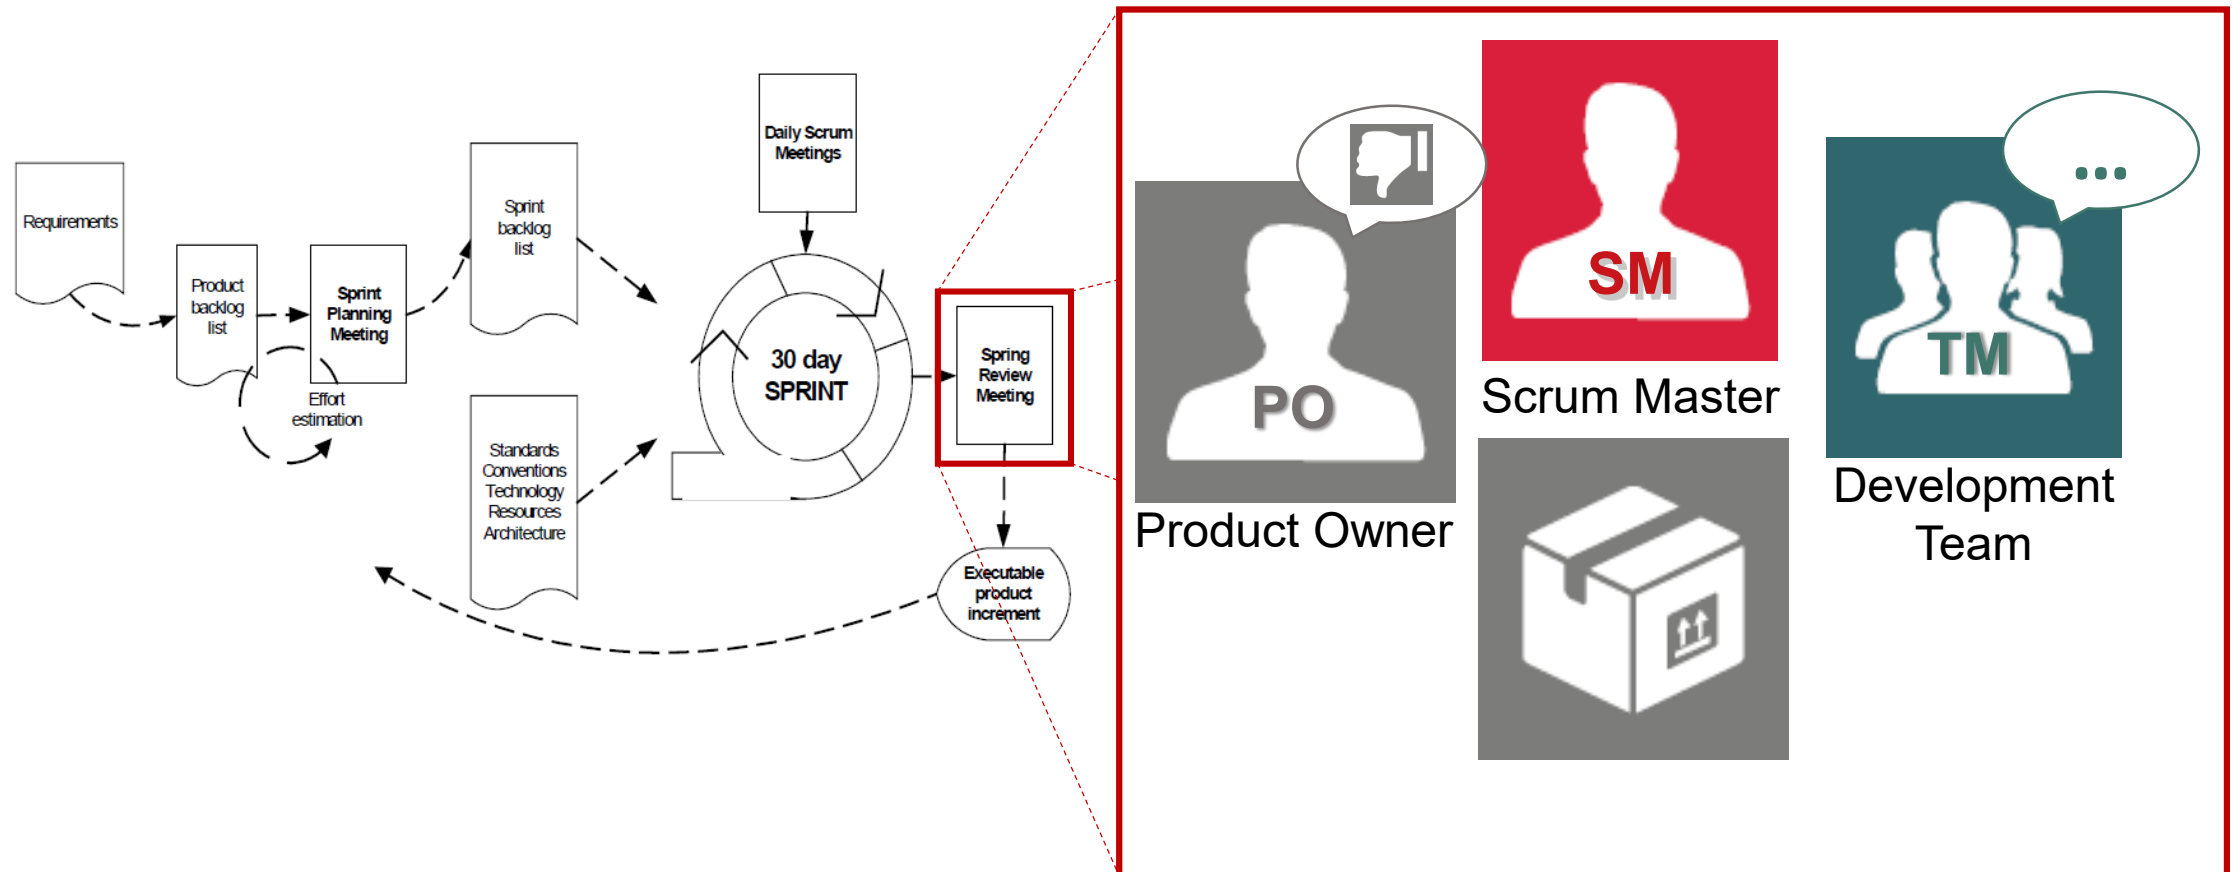 Requirements
Product
backlog
list
Sprint
Planning
Meeting
Effort
estimation
Sprint
backlog
list
Standards
Conventions
Technology
Resources
Architecture
Daily Scrum
Meetings
30 day
SPRINT
Spring
Review
Meeting
Executable
product
increment
PO
Product Owner
SM
Scrum Master
...
TM
Development
Team